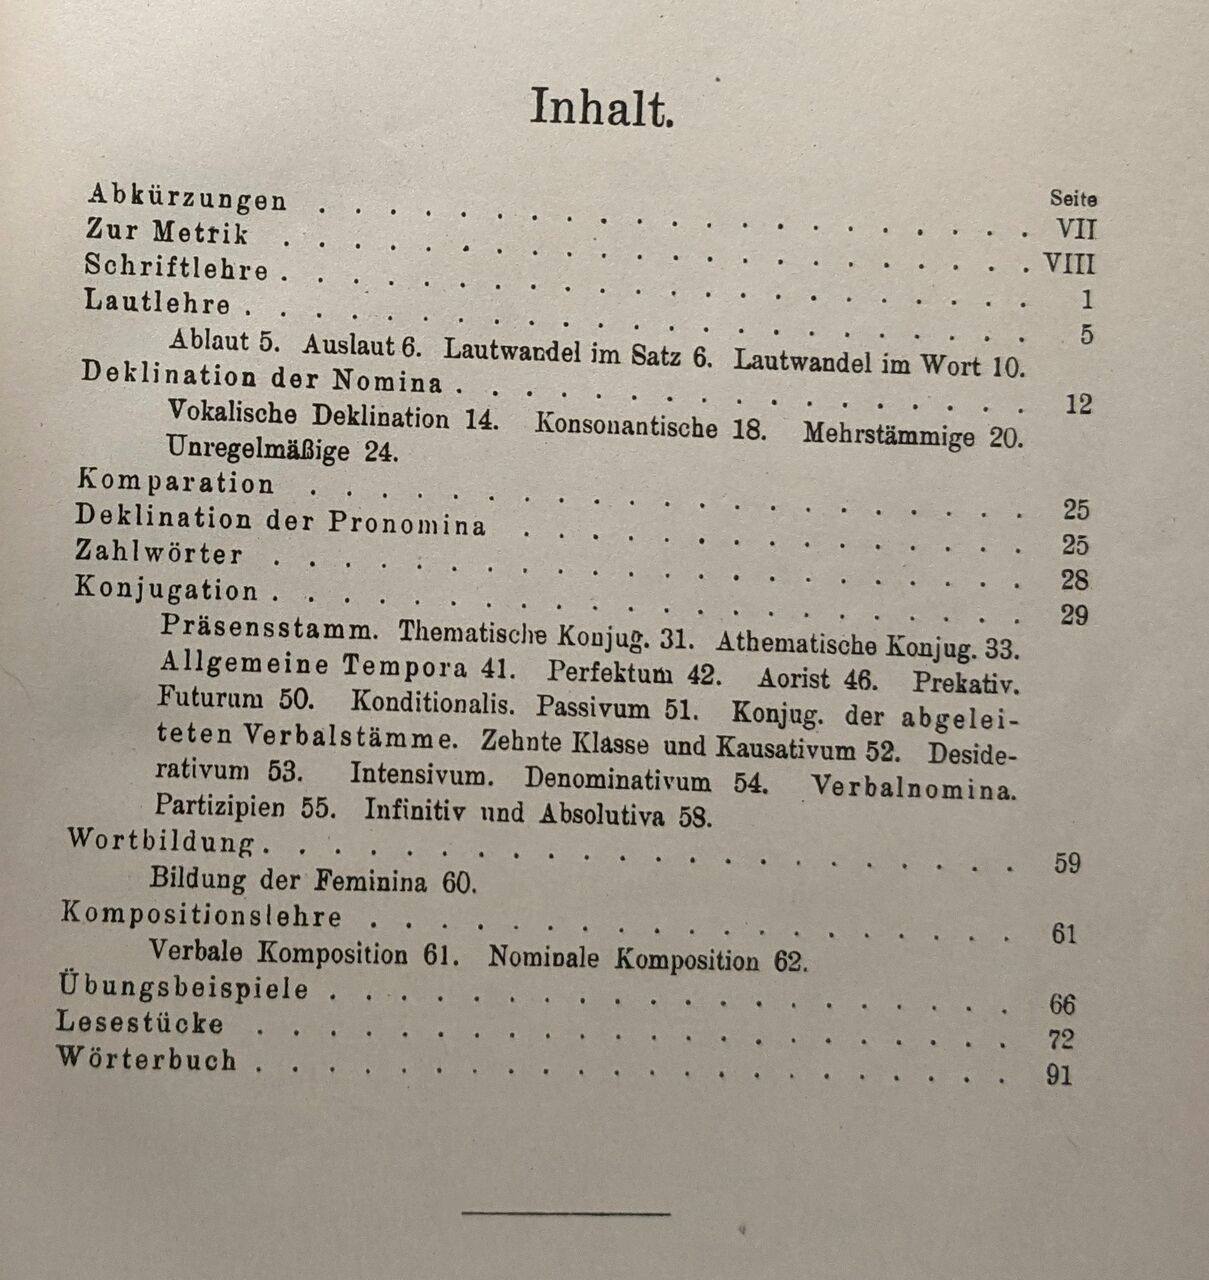 Inhalt.
Seite
Abkürzungen . . . . . . . . . . . . . . . . . . . . . VII
Zur Metrik . . . . . . . . . . . . . . . . . . . . . . VIII
Schriftlehre . . . . . . . . . . . . . . . . . . . . . . 1
Lautlehre . . . . . . . . . . . . . . . . . . . . . . . 5
Ablaut 5. Auslaut 6. Lautwandel im Satz 6. Lautwandel im Wort 10.
Deklination der Nomina . . . . . . . . . . . . . . . . . 12
Vokalische Deklination 14. Konsonantische 18. Mehrstämmige 20.
Unregelmäßige 24.
Komparation . . . . . . . . . . . . . . . . . . . . . 25
Deklination der Pronomina . . . . . . . . . . . . . . . 25
Zahlwörter . . . . . . . . . . . . . . . . . . . . . . 28
Konjugation . . . . . . . . . . . . . . . . . . . . . . 29
Präsensstamm. Thematische Konjug. 31. Athematische Konjug. 33.
Allgemeine Tempora 41. Perfektum 42. Aorist 46. Prekativ.
Futurum 50. Konditionalis. Passivum 51. Konjug. der abgelei-
teten Verbalstämme. Zehnte Klasse und Kausativum 52. Deside-
rativum 53. Intensivum. Denominativum 54. Verbalnomina.
Partizipien 55. Infinitiv und Absolutiva 58.
Wortbildung . . . . . . . . . . . . . . . . . . . . . . 59
Bildung der Feminina 60.
Kompositionslehre . . . . . . . . . . . . . . . . . . . 61
Verbale Komposition 61. Nominale Komposition 62.
Übungsbeispiele . . . . . . . . . . . . . . . . . . . . 66
Lesestücke . . . . . . . . . . . . . . . . . . . . . . 72
Wörterbuch . . . . . . . . . . . . . . . . . . . . . . 91